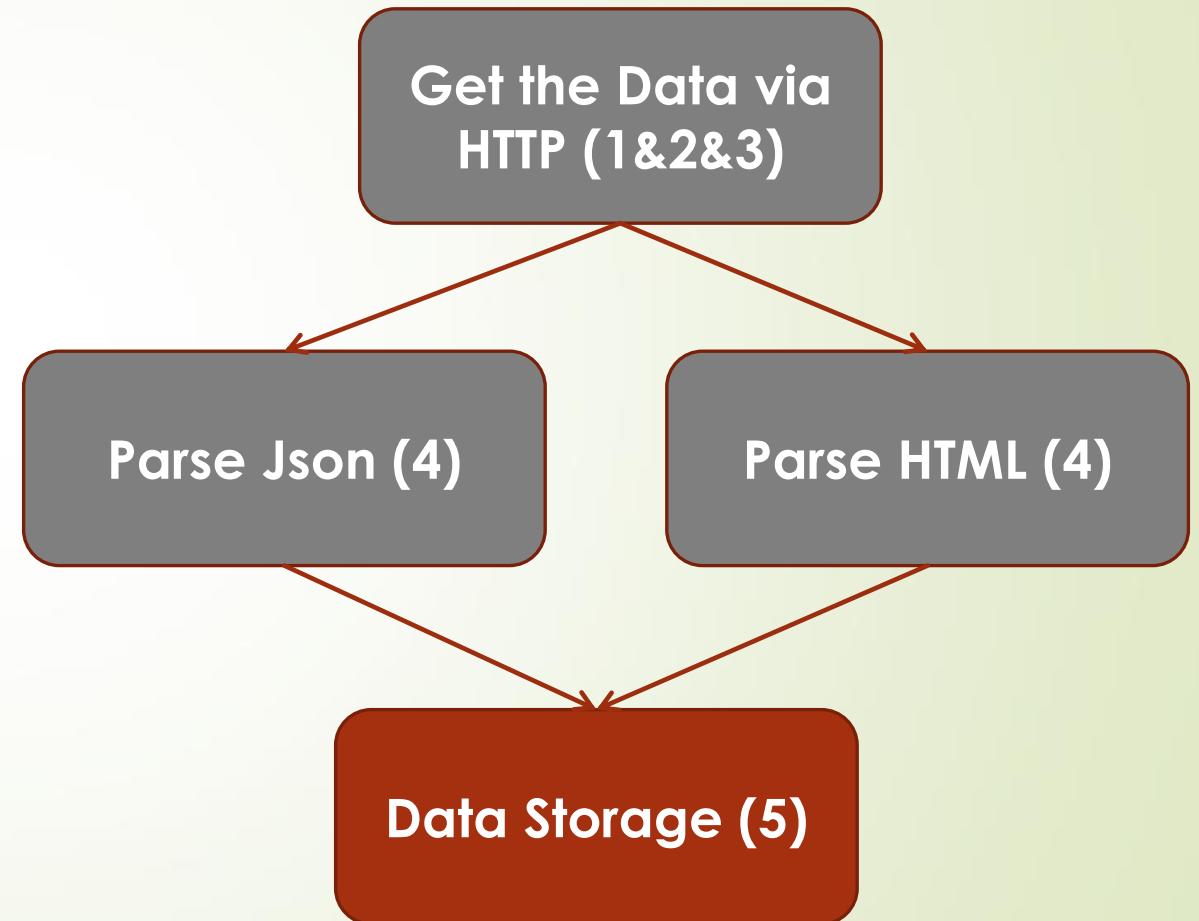 Get the Data via
HTTP (1&2&3)
Parse Json (4)
Parse HTML (4)
Data Storage (5)